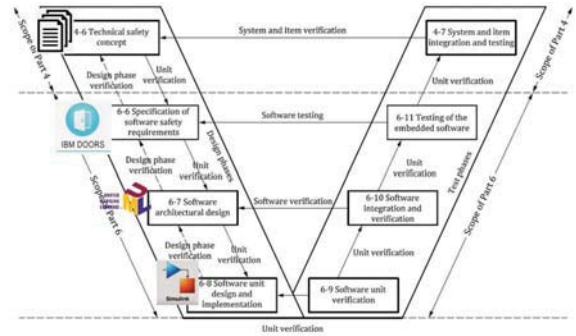 4-6 Technical safety
concept
System and item verification
4-7 System and item
integration and testing
Scope of Part 4
Scope of Part 4
Design phase
verification
Unit
verification
Unit verification
6-6 Specification of
software safety
requirements
Software testing
6-11 Testing of the
embedded software
IBM DOORS
Design phases
Design phase
verification
Unit
verification
Unit
verification
Test phases
Scope of Part 6
Scope of Part 6
UNIFIED
MODELING
LANGUAGE
6-7 Software
architectural design
Software verification
6-10 Software
Integration and
verification
Design phase
verification
Unit
verification
Unit verification
Simulink
6-8 Software unit
design and
implementation
6-9 Software unit
verification
Unit verification